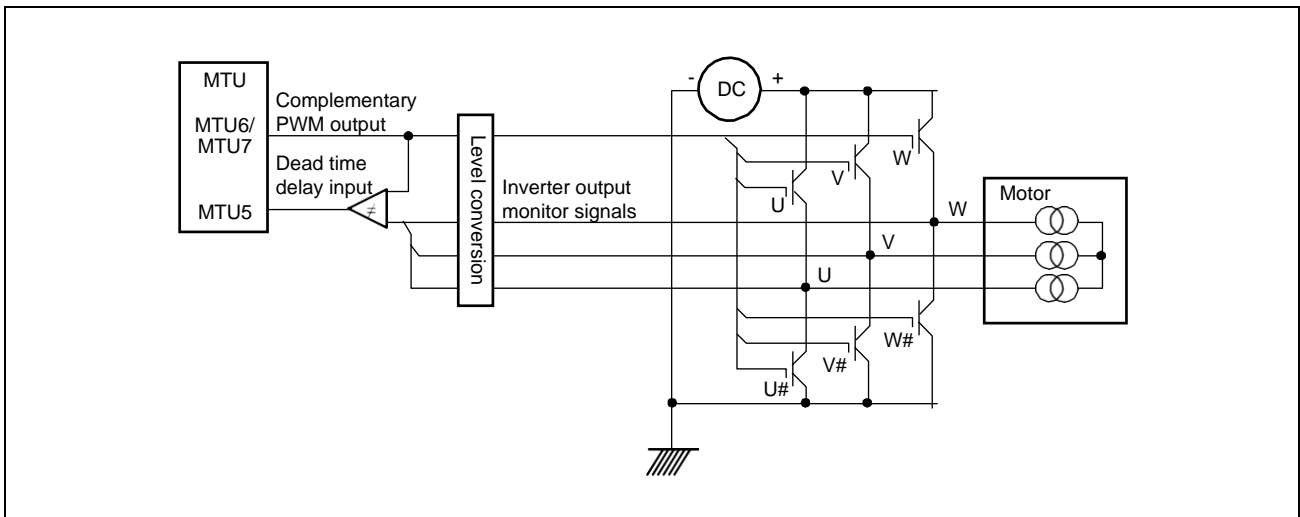 MTU
MTU6/
MTU7
MTU5
Complementary
PWM output
Dead time
delay input
≠
Level conversion
Inverter output
monitor signals
-
DC
+
W
V
U
W
V
U
W#
V#
U#
Motor